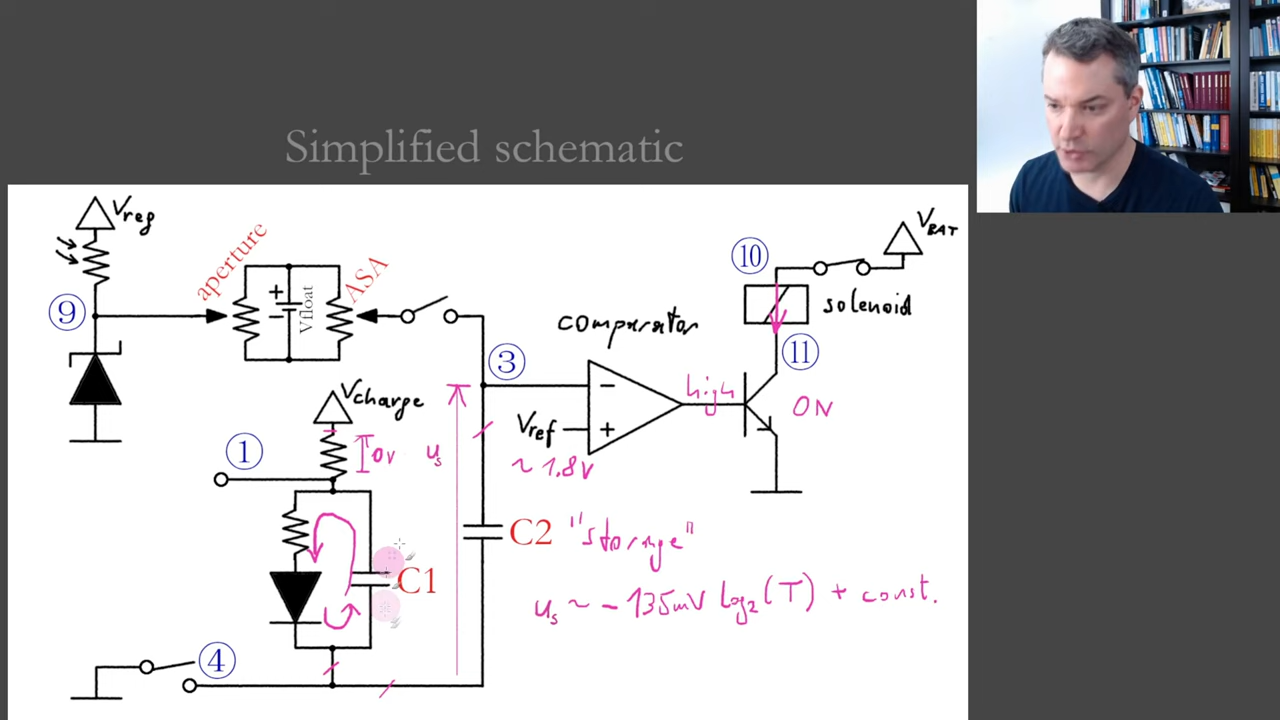 Simplified schematic
Vreg
aperture
ASA
Vfloat
+
−
9
3
comparator
−
Vref
+
~ 1.8V
high
ON
10
solenoid
VBAT
11
Vcharge
1
0V
us
C2 "storage"
C1
us ~ − 135mV log2(T) + const.
4